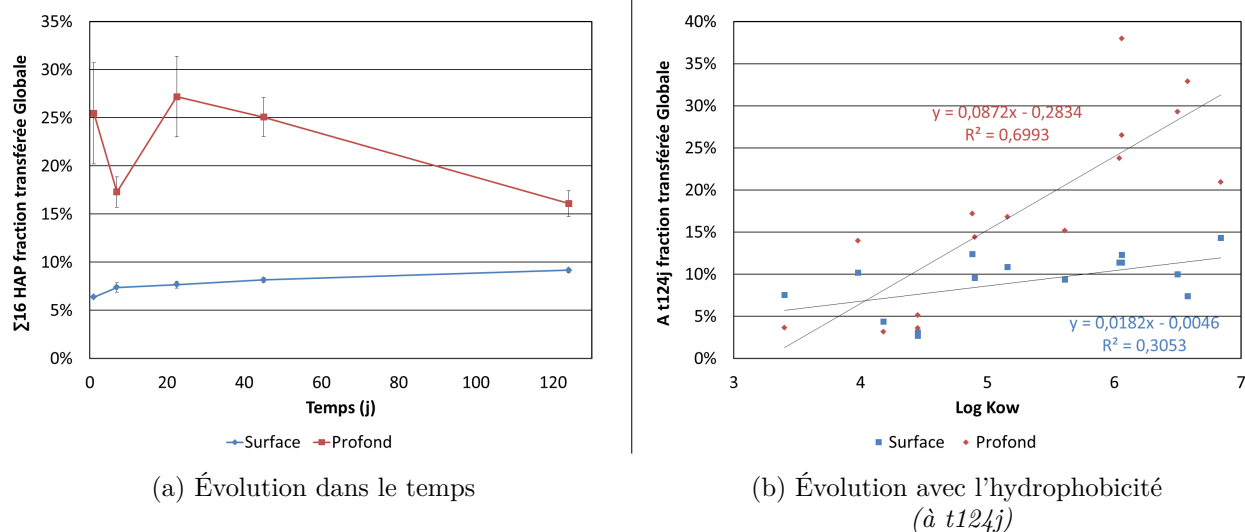 ∑16 HAP fraction transférée Globale
35%
30%
25%
20%
15%
10%
5%
0%
0 20 40 60 80 100 120
Temps (j)
Surface Profond
(a) Évolution dans le temps
A t124j fraction transférée Globale
40%
35%
30%
25%
20%
15%
10%
5%
0%
y = 0,0872x - 0,2834
R² = 0,6993
y = 0,0182x - 0,0046
R² = 0,3053
3 4 5 6 7
Log Kow
Surface Profond
(b) Évolution avec l'hydrophobicité
(à t124j)